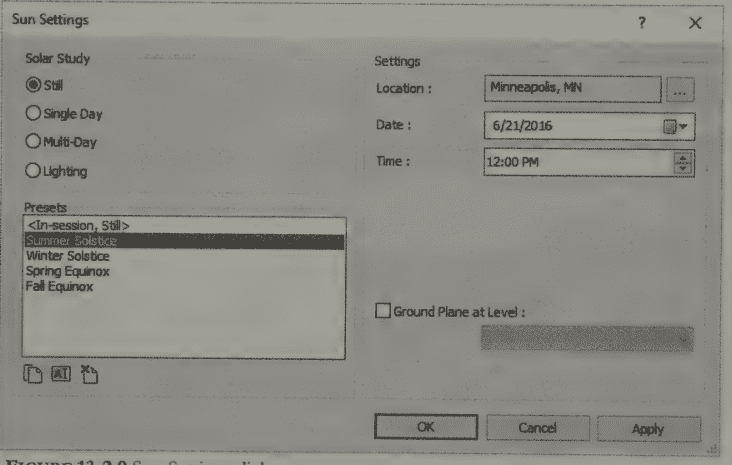 Sun Settings
? X
Solar Study
Still
Single Day
Multi-Day
Lighting
Presets
<In-session, Still>
Summer Solstice
Winter Solstice
Spring Equinox
Fall Equinox
AI
Settings
Location :
Minneapolis, MN
...
Date :
6/21/2016
Time :
12:00 PM
Ground Plane at Level :
OK
Cancel
Apply
FIGURE